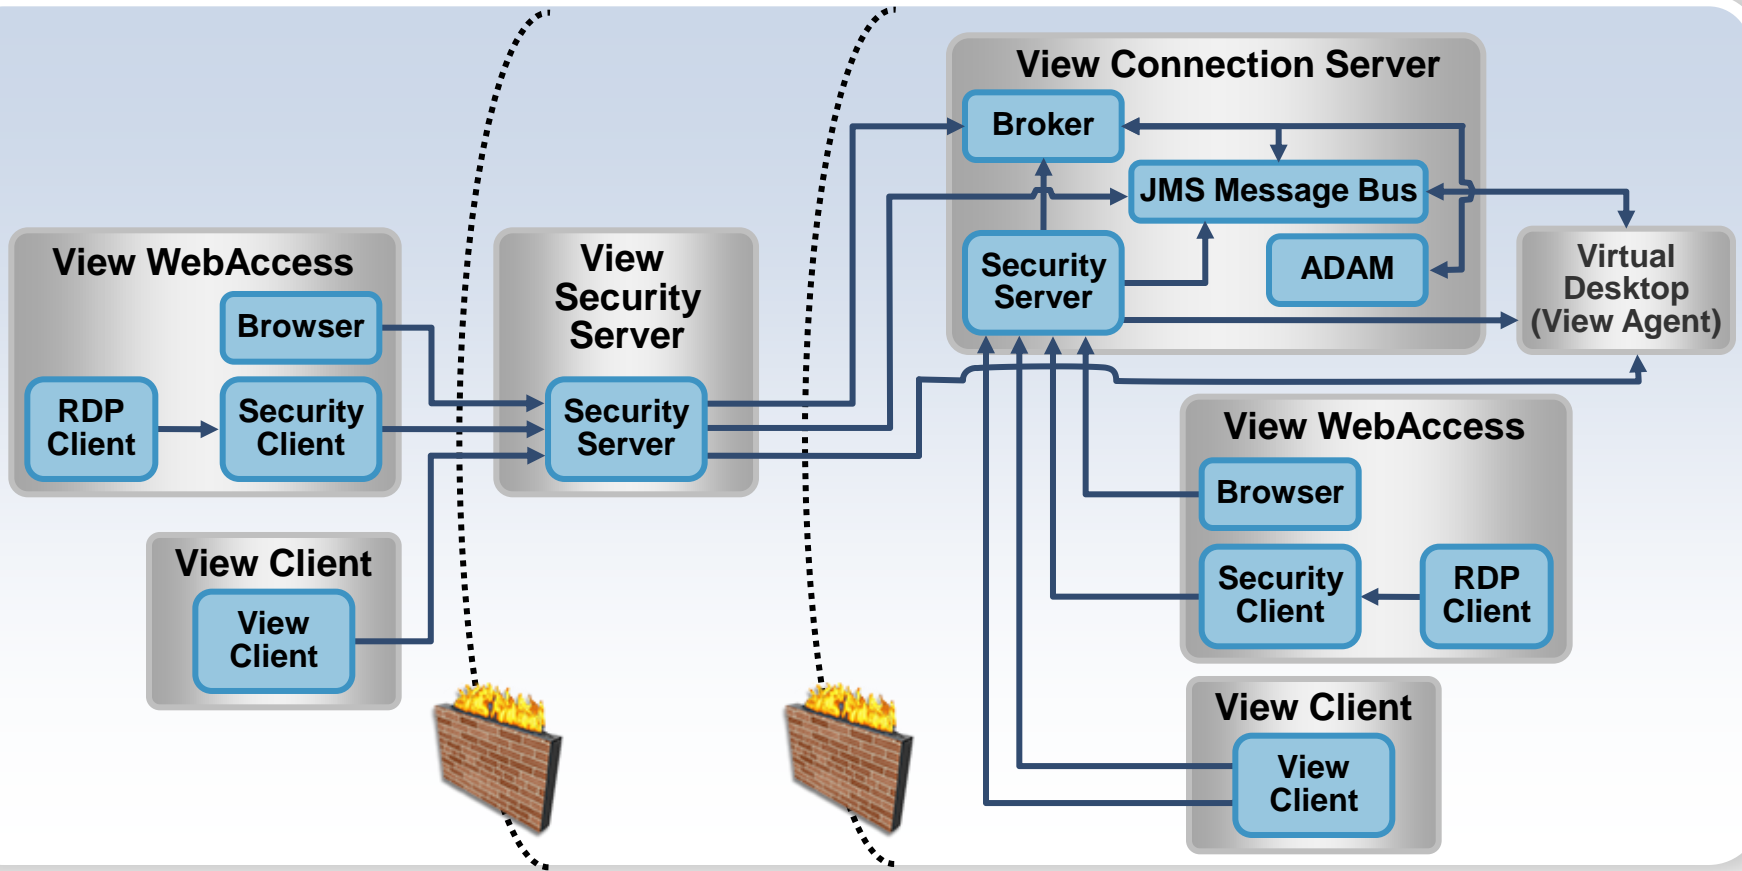 View Connection Server
Broker
JMS Message Bus
Security
Server
ADAM
Virtual
Desktop
(View Agent)
View WebAccess
Browser
RDP
Client
Security
Client
View
Security
Server
Security
Server
View Client
View
Client
View WebAccess
Browser
Security
Client
RDP
Client
View Client
View
Client